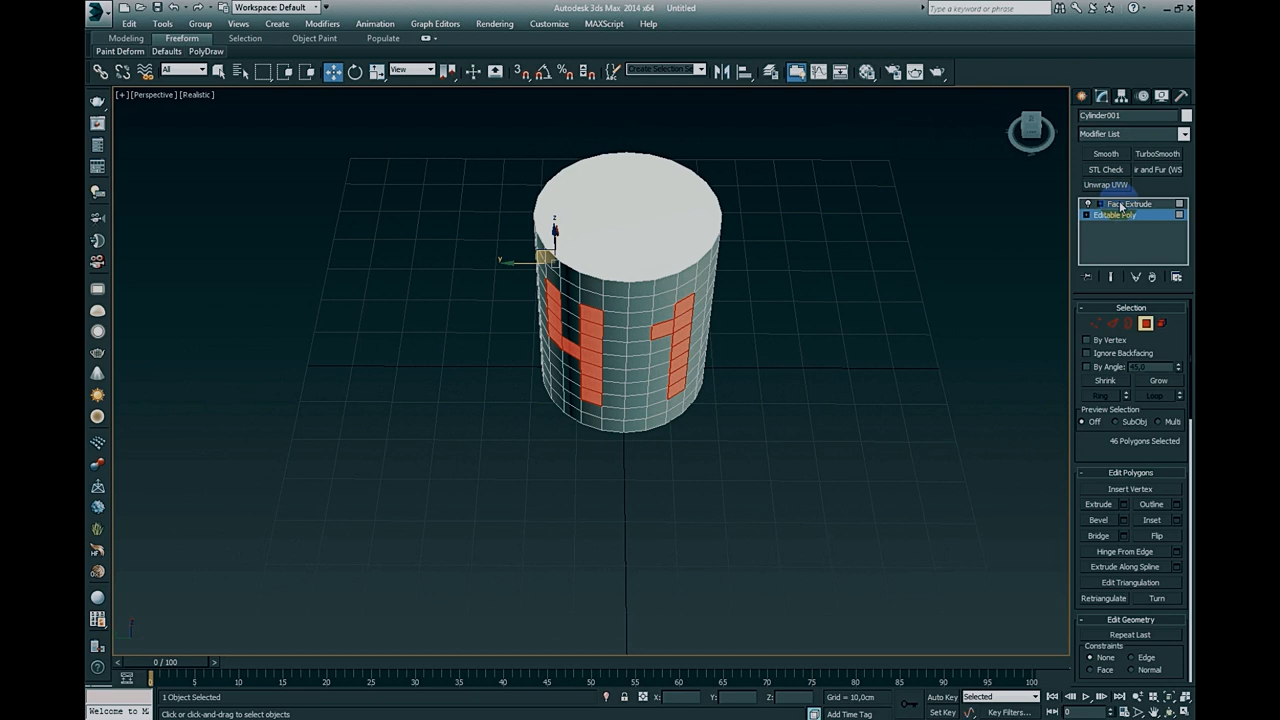 Workspace: Default
Autodesk 3ds Max 2014 x64 Untitled
Type a keyword or phrase
Edit Tools Group Views Create Modifiers Animation Graph Editors Rendering Customize MAXScript Help
Modeling Freeform Selection Object Paint Populate
Paint Deform Defaults PolyDraw
All View Create Selection Se
[+] [Perspective] [Realistic]
z
y
4 1
Cylinder001
Modifier List
Smooth TurboSmooth
STL Check ir and Fur (WS
Unwrap UVW
Face Extrude
Editable Poly
Selection
By Vertex
Ignore Backfacing
By Angle: 45,0
Shrink Grow
Ring Loop
Preview Selection
Off SubObj Multi
46 Polygons Selected
Edit Polygons
Insert Vertex
Extrude Outline
Bevel Inset
Bridge Flip
Hinge From Edge
Extrude Along Spline
Edit Triangulation
Retriangulate Turn
Edit Geometry
Repeat Last
Constraints
None Edge
Face Normal
0 / 100
0 5 10 15 20 25 30 35 40 45 50 55 60 65 70 75 80 85 90 95 100
1 Object Selected X: Y: Z: Grid = 10,0cm Auto Key Selected
Welcome to M Click or click-and-drag to select objects Add Time Tag Set Key Key Filters... 0